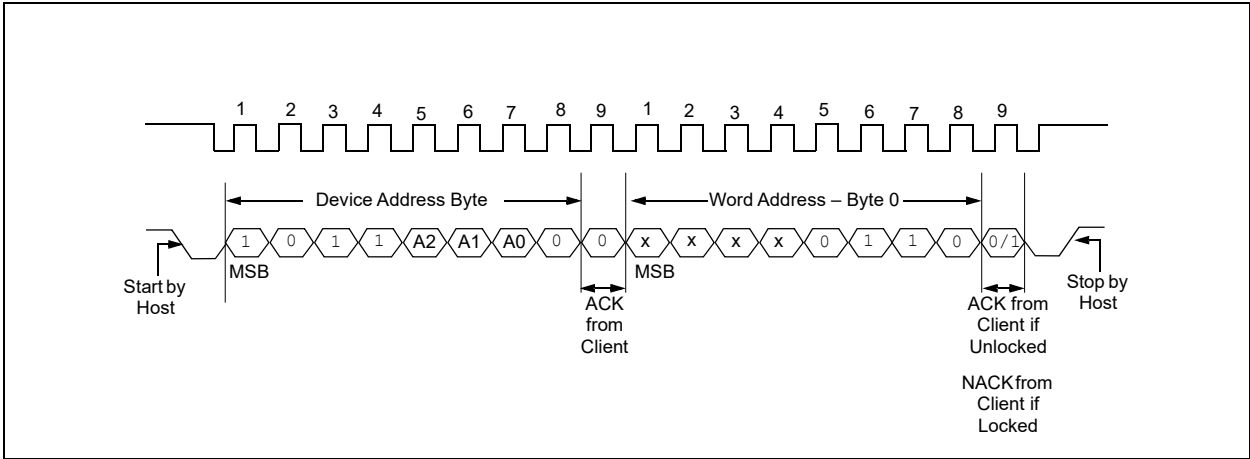 1 2 3 4 5 6 7 8 9 1 2 3 4 5 6 7 8 9
Device Address Byte
Word Address – Byte 0
1 0 1 1 A2 A1 A0 0 0 x x x x 0 1 1 0 0/1
MSB
MSB
Start by
Host
ACK
from
Client
ACK from
Client if
Unlocked
NACK from
Client if
Locked
Stop by
Host